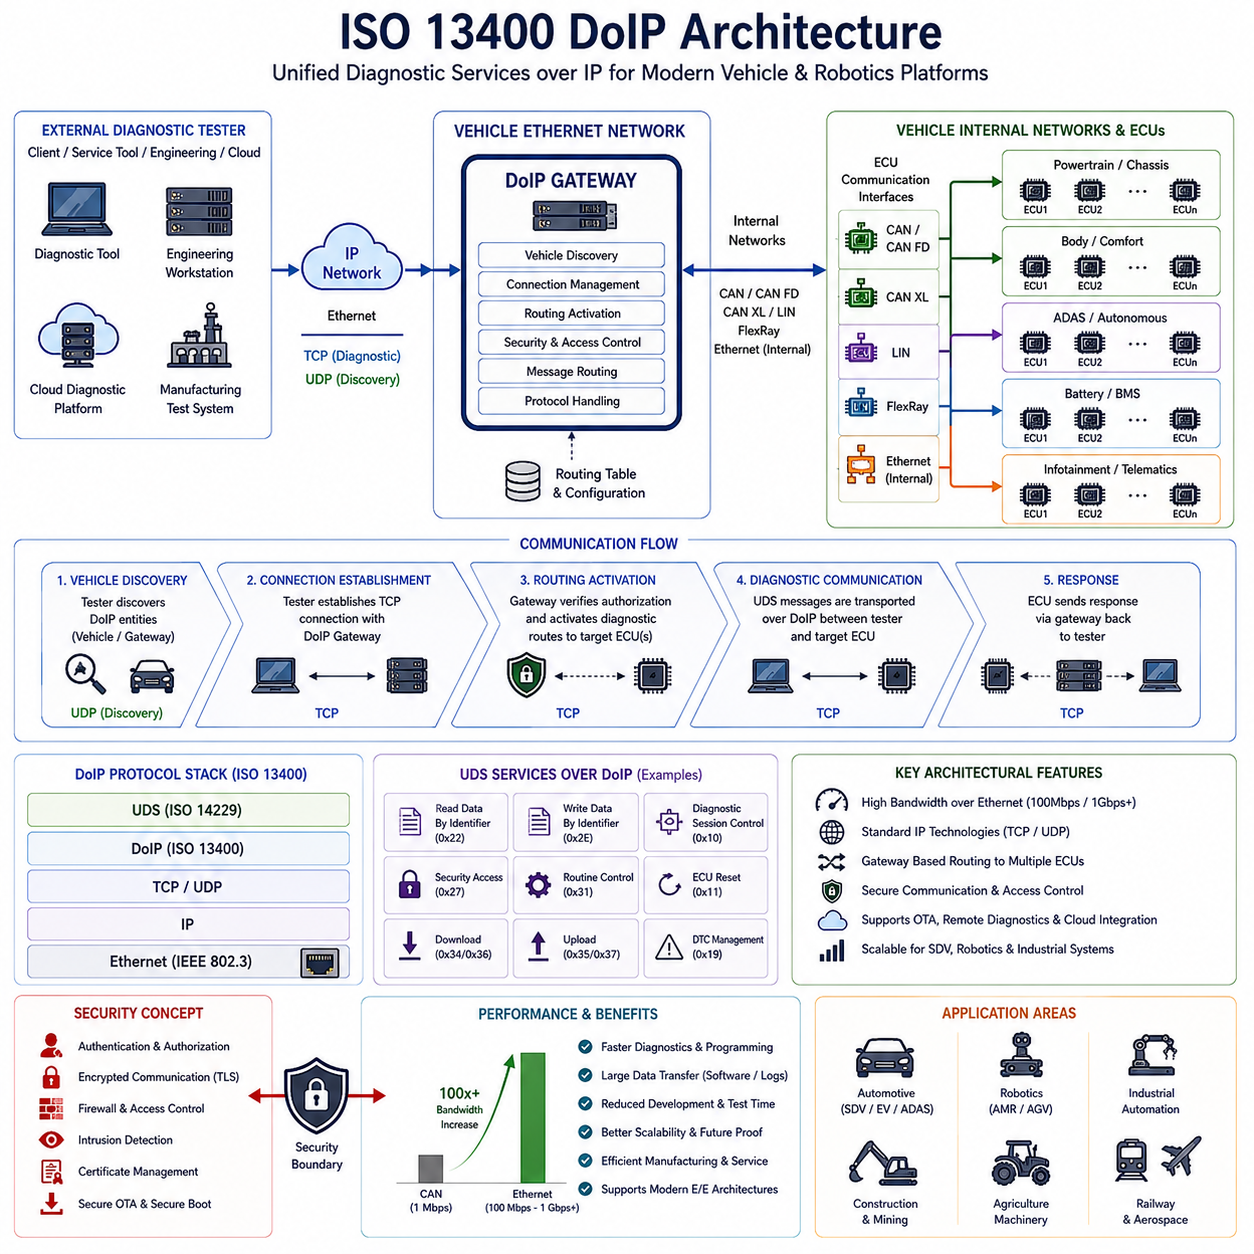 ISO 13400 DoIP Architecture
Unified Diagnostic Services over IP for Modern Vehicle & Robotics Platforms
EXTERNAL DIAGNOSTIC TESTER
Client / Service Tool / Engineering / Cloud
Diagnostic Tool
Engineering
Workstation
Cloud Diagnostic
Platform
Manufacturing
Test System
IP
Network
Ethernet
TCP (Diagnostic)
UDP (Discovery)
VEHICLE ETHERNET NETWORK
DoIP GATEWAY
Vehicle Discovery
Connection Management
Routing Activation
Security & Access Control
Message Routing
Protocol Handling
Routing Table
& Configuration
Internal
Networks
CAN / CAN FD
CAN XL / LIN
FlexRay
Ethernet (Internal)
VEHICLE INTERNAL NETWORKS & ECUs
ECU
Communication
Interfaces
CAN /
CAN FD
CAN XL
LIN
FlexRay
Ethernet
(Internal)
Powertrain / Chassis
ECU1 ECU2 ... ECUn
Body / Comfort
ECU1 ECU2 ... ECUn
ADAS / Autonomous
ECU1 ECU2 ... ECUn
Battery / BMS
ECU1 ECU2 ... ECUn
Infotainment / Telematics
ECU1 ECU2 ... ECUn
COMMUNICATION FLOW
1. VEHICLE DISCOVERY
Tester discovers
DoIP entities
(Vehicle / Gateway)
UDP (Discovery)
2. CONNECTION ESTABLISHMENT
Tester establishes TCP
connection with
DoIP Gateway
TCP
3. ROUTING ACTIVATION
Gateway verifies authorization
and activates diagnostic
routes to target ECU(s)
TCP
4. DIAGNOSTIC COMMUNICATION
UDS messages are transported
over DoIP between tester
and target ECU
TCP
5. RESPONSE
ECU sends response
via gateway back
to tester
TCP
DoIP PROTOCOL STACK (ISO 13400)
UDS (ISO 14229)
DoIP (ISO 13400)
TCP / UDP
IP
Ethernet (IEEE 802.3)
UDS SERVICES OVER DoIP (Examples)
Read Data
By Identifier
(0x22)
Write Data
By Identifier
(0x2E)
Diagnostic
Session Control
(0x10)
Security Access
(0x27)
Routine Control
(0x31)
ECU Reset
(0x11)
Download
(0x34/0x36)
Upload
(0x35/0x37)
DTC Management
(0x19)
KEY ARCHITECTURAL FEATURES
High Bandwidth over Ethernet (100Mbps / 1Gbps+)
Standard IP Technologies (TCP / UDP)
Gateway Based Routing to Multiple ECUs
Secure Communication & Access Control
Supports OTA, Remote Diagnostics & Cloud Integration
Scalable for SDV, Robotics & Industrial Systems
SECURITY CONCEPT
Authentication & Authorization
Encrypted Communication (TLS)
Firewall & Access Control
Intrusion Detection
Certificate Management
Secure OTA & Secure Boot
Security
Boundary
PERFORMANCE & BENEFITS
100x+
Bandwidth
Increase
CAN
(1 Mbps)
Ethernet
(100 Mbps - 1 Gbps+)
Faster Diagnostics & Programming
Large Data Transfer (Software / Logs)
Reduced Development & Test Time
Better Scalability & Future Proof
Efficient Manufacturing & Service
Supports Modern E/E Architectures
APPLICATION AREAS
Automotive
(SDV / EV / ADAS)
Robotics
(AMR / AGV)
Industrial
Automation
Construction
& Mining
Agriculture
Machinery
Railway
& Aerospace